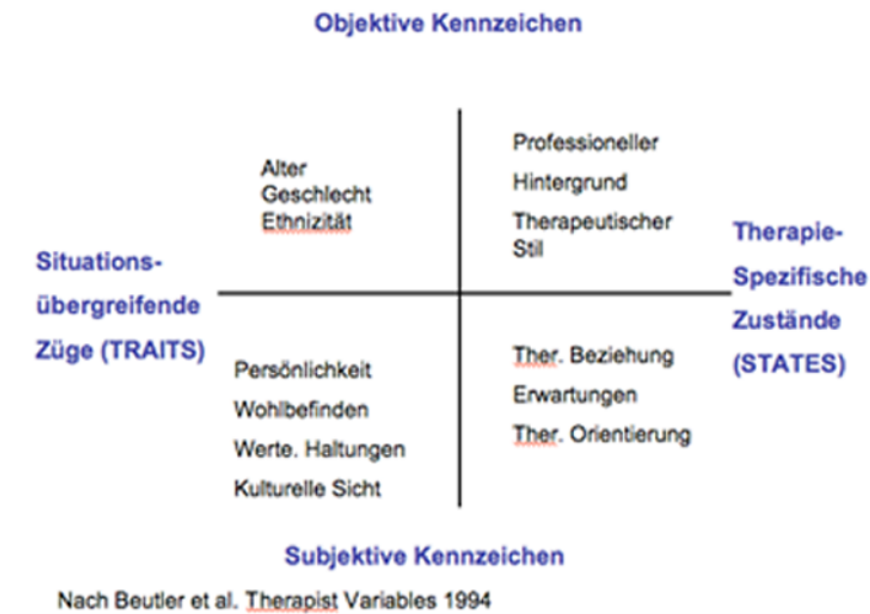 Objektive Kennzeichen
Alter
Geschlecht
Ethnizität
Professioneller
Hintergrund
Therapeutischer
Stil
Situations-
übergreifende
Züge (TRAITS)
Therapie-
Spezifische
Zustände
(STATES)
Persönlichkeit
Wohlbefinden
Werte. Haltungen
Kulturelle Sicht
Ther. Beziehung
Erwartungen
Ther. Orientierung
Subjektive Kennzeichen
Nach Beutler et al. Therapist Variables 1994